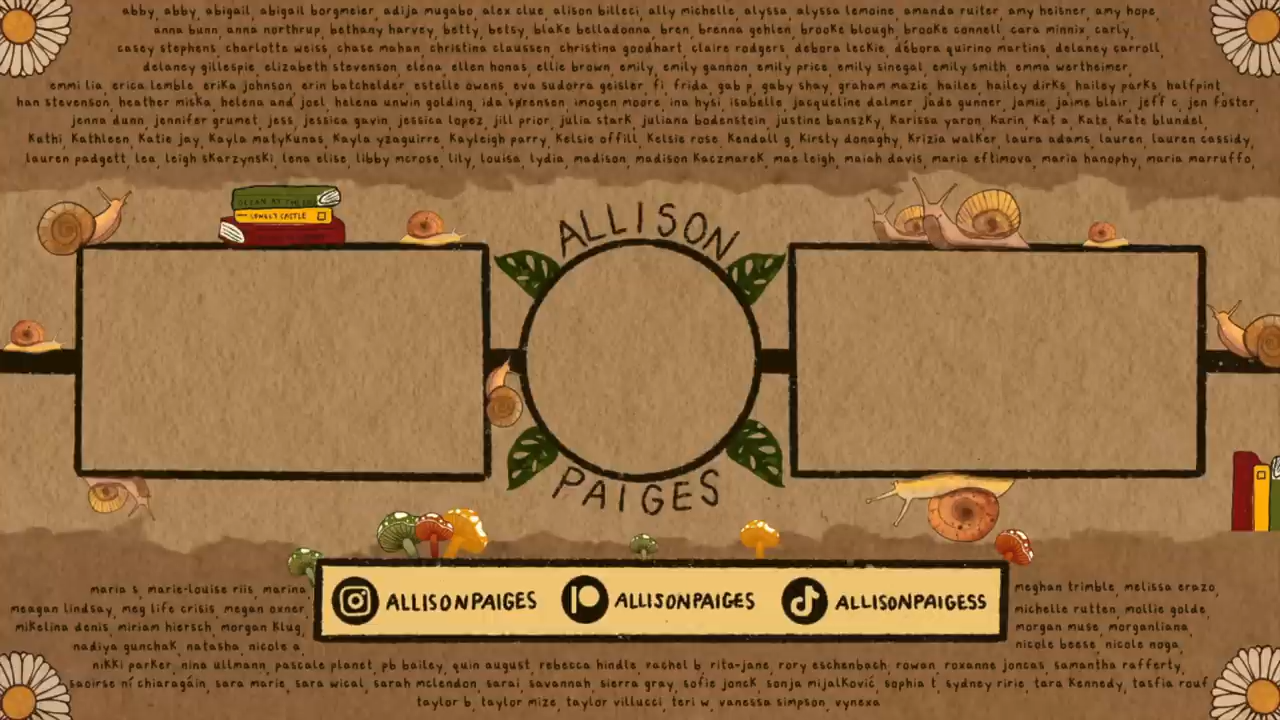 abby, abby, abigail, abigail borgmeier, adija mugabo, alex clue, alison billeci, ally michelle, alyssa, alyssa lemoine, amanda ruiter, amy heisner, amy hope,
anna bunn, anna northrup, bethany harvey, betty, betsy, blake belladonna, bren, brenna gehlen, brooke blough, brooke connell, cara minnix, carly,
casey stephens, charlotte weiss, chase mahan, christina claussen, christina goodhart, claire rodgers, debora leckie, débora quirino martins, delaney carroll,
delaney gillespie, elizabeth stevenson, elena, ellen honas, ellie brown, emily, emily gannon, emily price, emily sinegal, emily smith, emma wertheimer,
emmi lia, erica lemble, erika johnson, erin batchelder, estelle owens, eva sudorra geisler, fi, frida, gab p, gaby shay, graham mazie, hailee, hailey dirks, hailey parks, halfpint,
han stevenson, heather miska, helena and joel, helena unwin golding, ida sørensen, imogen moore, ina hysi, isabelle, jacqueline dalmer, jade gunner, jamie, jaime blair, jeff c, jen foster,
jenna dunn, jennifer grumet, jess, jessica gavin, jessica lopez, jill prior, julia stark, juliana bodenstein, justine banszky, karissa yaron, karin, kat a, kate, kate blundel,
kathi, kathleen, katie jay, kayla matykunas, kayla yzaguirre, kayleigh parry, kelsie offill, kelsie rose, kendall g, kirsty donaghy, krizia walker, laura adams, lauren, lauren cassidy,
lauren padgett, lea, leigh skarzynski, lena elise, libby mcrose, lily, louisa, lydia, madison, madison kaczmarek, mae leigh, maiah davis, maria eftimova, maria hanophy, maria marruffo,
LONELY CASTLE
ALLISON
PAIGES
ALLISONPAIGES
ALLISONPAIGES
ALLISONPAIGESS
maria s, marie-louise riis, marina,
meagan lindsay, meg life crisis, megan oxner,
mikelina denis, miriam hiersch, morgan klug,
nadiya gunchak, natasha, nicole a,
meghan trimble, melissa erazo,
michelle rutten, mollie golde,
morgan muse, morganliana,
nicole beese, nicole noga,
nikki parker, nina ullmann, pascale planet, pb bailey, quin august, rebecca hindle, rachel b, rita-jane, rory eschenbach, rowan, roxanne joncas, samantha rafferty,
saoirse ní chiaragáin, sara marie, sara wical, sarah mclendon, sarai, savannah, sierra gray, sofie jonck, sonja mijalković, sophia t, sydney ririe, tara kennedy, tasfia rouf
taylor b, taylor mize, taylor villucci, teri w, vanessa simpson, vynexa